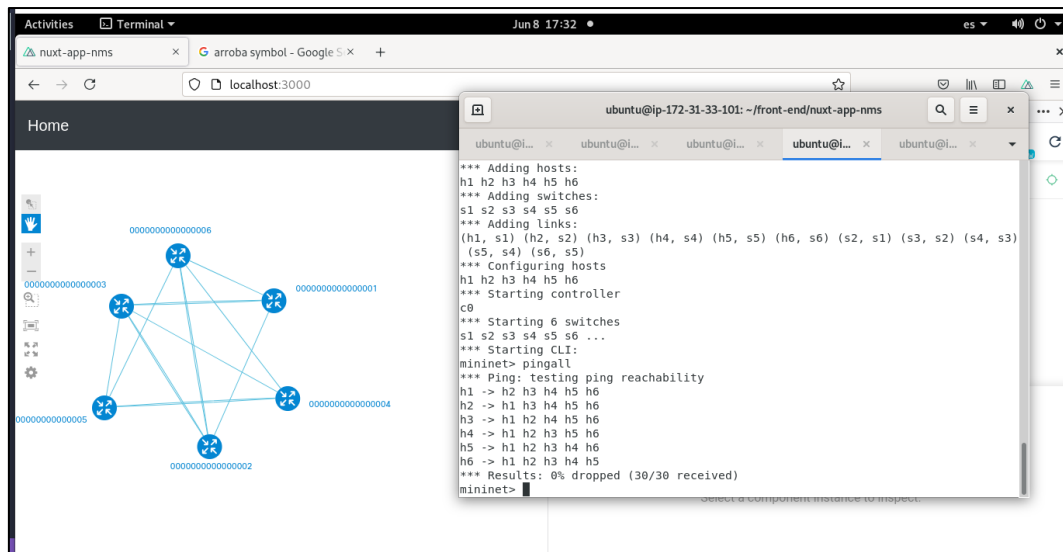 Activities Terminal Jun 8 17:32 es
nuxt-app-nms × arroba symbol - Google S × +
localhost:3000
Home
ubuntu@ip-172-31-33-101: ~/front-end/nuxt-app-nms
ubuntu@i... × ubuntu@i... × ubuntu@i... × ubuntu@i... × ubuntu@i... ×
*** Adding hosts:
h1 h2 h3 h4 h5 h6
*** Adding switches:
s1 s2 s3 s4 s5 s6
*** Adding links:
(h1, s1) (h2, s2) (h3, s3) (h4, s4) (h5, s5) (h6, s6) (s2, s1) (s3, s2) (s4, s3)
(s5, s4) (s6, s5)
*** Configuring hosts
h1 h2 h3 h4 h5 h6
*** Starting controller
c0
*** Starting 6 switches
s1 s2 s3 s4 s5 s6 ...
*** Starting CLI:
mininet> pingall
*** Ping: testing ping reachability
h1 -> h2 h3 h4 h5 h6
h2 -> h1 h3 h4 h5 h6
h3 -> h1 h2 h4 h5 h6
h4 -> h1 h2 h3 h5 h6
h5 -> h1 h2 h3 h4 h6
h6 -> h1 h2 h3 h4 h5
*** Results: 0% dropped (30/30 received)
mininet>
0000000000000006
0000000000000003
0000000000000001
0000000000000004
000000000000005
0000000000000002
Select a component instance to inspect.